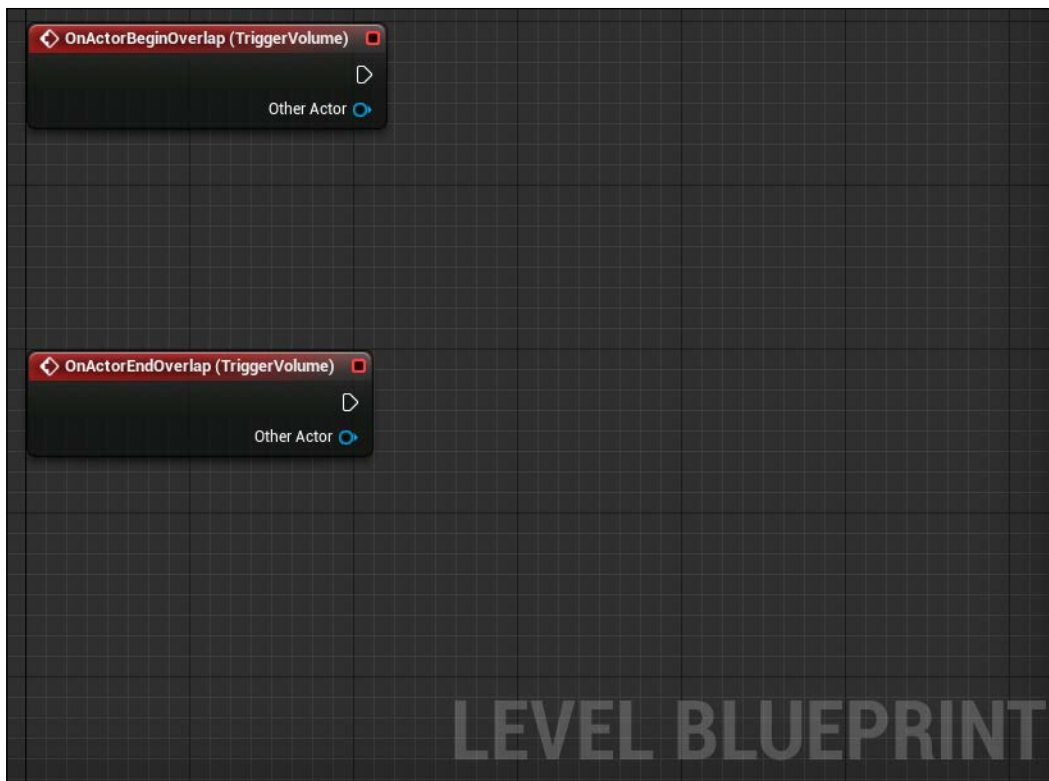 OnActorBeginOverlap (TriggerVolume)
Other Actor
OnActorEndOverlap (TriggerVolume)
Other Actor
LEVEL BLUEPRINT